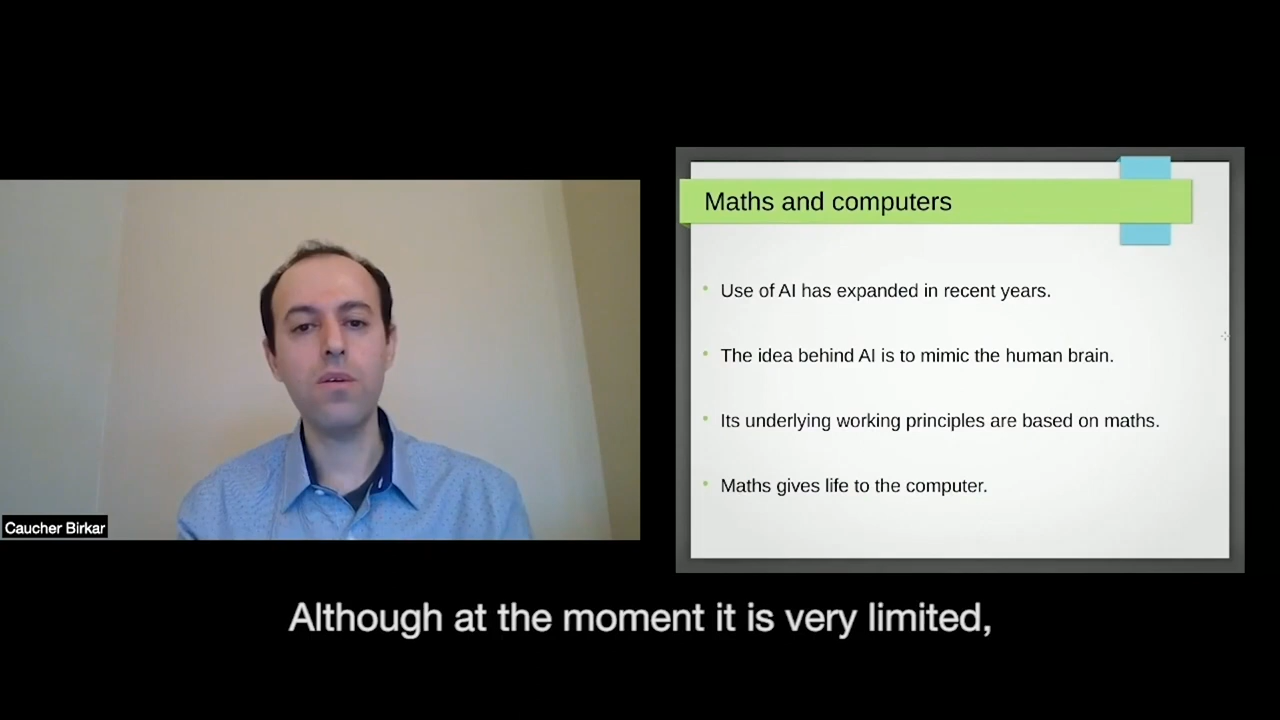 Maths and computers
Use of AI has expanded in recent years.
The idea behind AI is to mimic the human brain.
Its underlying working principles are based on maths.
Maths gives life to the computer.
Caucher Birkar
Although at the moment it is very limited,